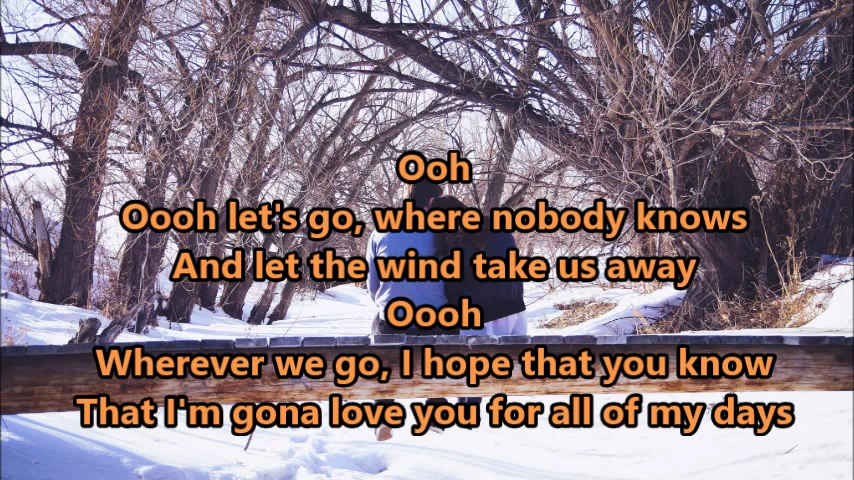 Ooh
Oooh let's go, where nobody knows
And let the wind take us away
Oooh
Wherever we go, I hope that you know
That I'm gona love you for all of my days